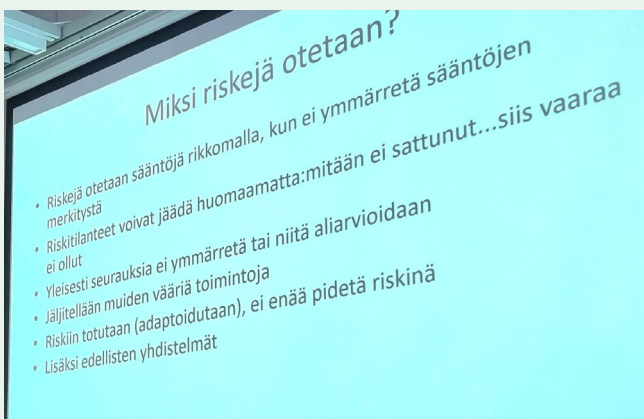 Miksi riskejä otetaan?
• Riskejä otetaan sääntöjä rikkomalla, kun ei ymmärretä sääntöjen
merkitystä
• Riskitilanteet voivat jäädä huomaamatta:mitään ei sattunut...siis vaaraa
ei ollut
• Yleisesti seurauksia ei ymmärretä tai niitä aliarvioidaan
• Jäljitellään muiden vääriä toimintoja
• Riskiin totutaan (adaptoidutaan), ei enää pidetä riskinä
• Lisäksi edellisten yhdistelmät